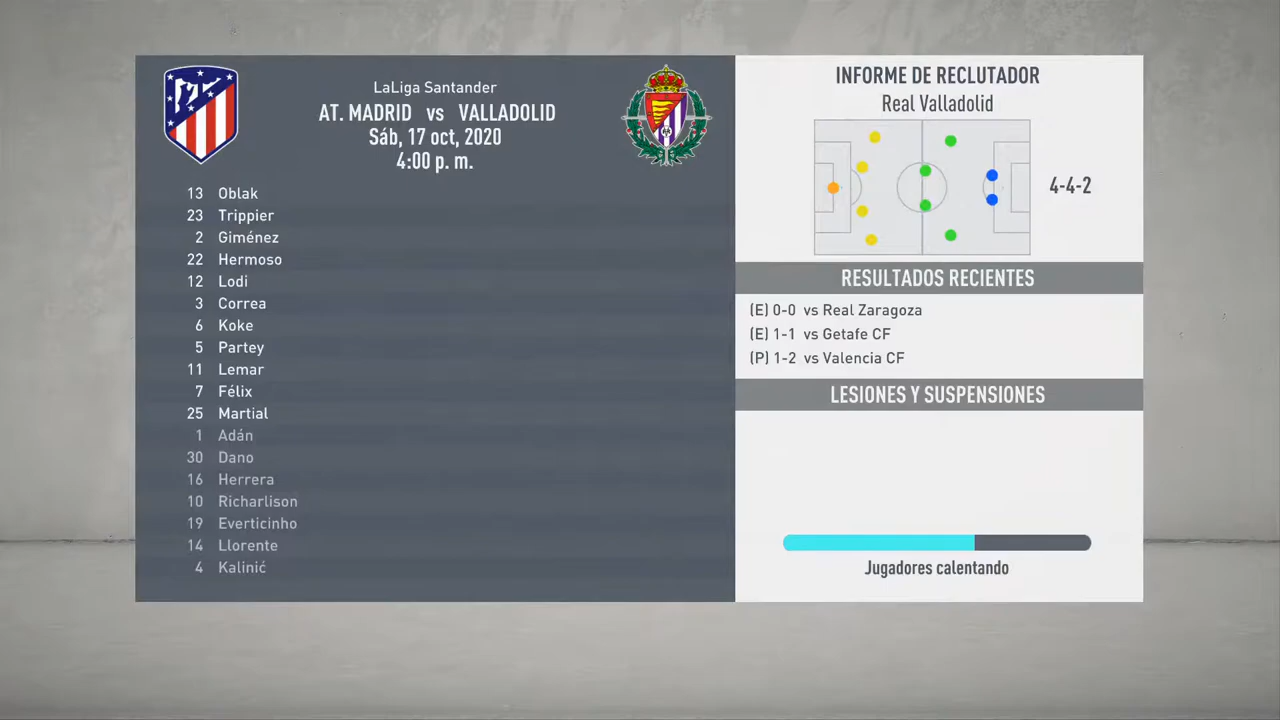 LaLiga Santander
AT. MADRID vs VALLADOLID
Sáb, 17 oct, 2020
4:00 p. m.
13 Oblak
23 Trippier
2 Giménez
22 Hermoso
12 Lodi
3 Correa
6 Koke
5 Partey
11 Lemar
7 Félix
25 Martial
1 Adán
30 Dano
16 Herrera
10 Richarlison
19 Everticinho
14 Llorente
4 Kalinić
INFORME DE RECLUTADOR
Real Valladolid
4-4-2
RESULTADOS RECIENTES
(E) 0-0 vs Real Zaragoza
(E) 1-1 vs Getafe CF
(P) 1-2 vs Valencia CF
LESIONES Y SUSPENSIONES
Jugadores calentando